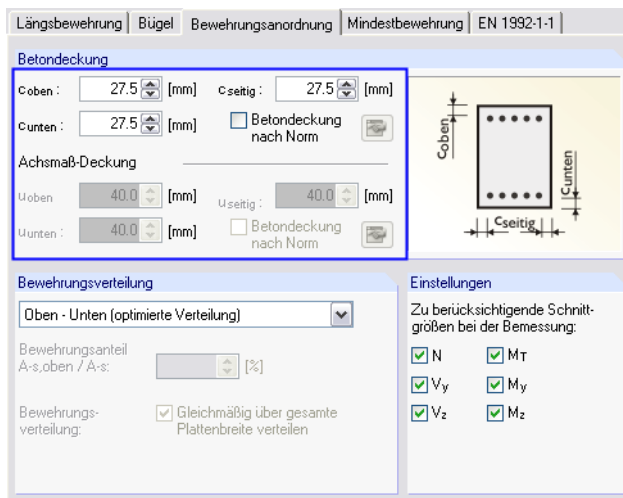 Längsbewehrung Bügel Bewehrungsanordnung Mindestbewehrung EN 1992-1-1
Betondeckung
Coben : 27.5 [mm] Cseitig : 27.5 [mm]
Cunten : 27.5 [mm] Betondeckung
nach Norm
Achsmaß-Deckung
uoben 40.0 [mm] useitig : 40.0 [mm]
uunten : 40.0 [mm] Betondeckung
nach Norm
Coben
Cunten
Cseitig
Bewehrungsverteilung
Oben - Unten (optimierte Verteilung)
Bewehrungsanteil
A-s,oben / A-s: [%]
Bewehrungs-
verteilung:
Gleichmäßig über gesamte
Plattenbreite verteilen
Einstellungen
Zu berücksichtigende Schnitt-
größen bei der Bemessung:
N MT
Vy My
Vz Mz